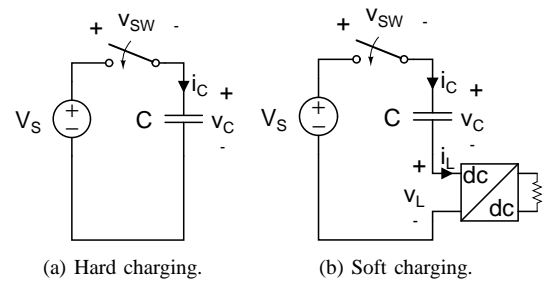 + vSW -
+ vSW -
iC
+
iC
+
VS
+
−
C
vC
-
VS
+
−
C
vC
-
+
iL
dc
vL
-
dc
(a) Hard charging.
(b) Soft charging.